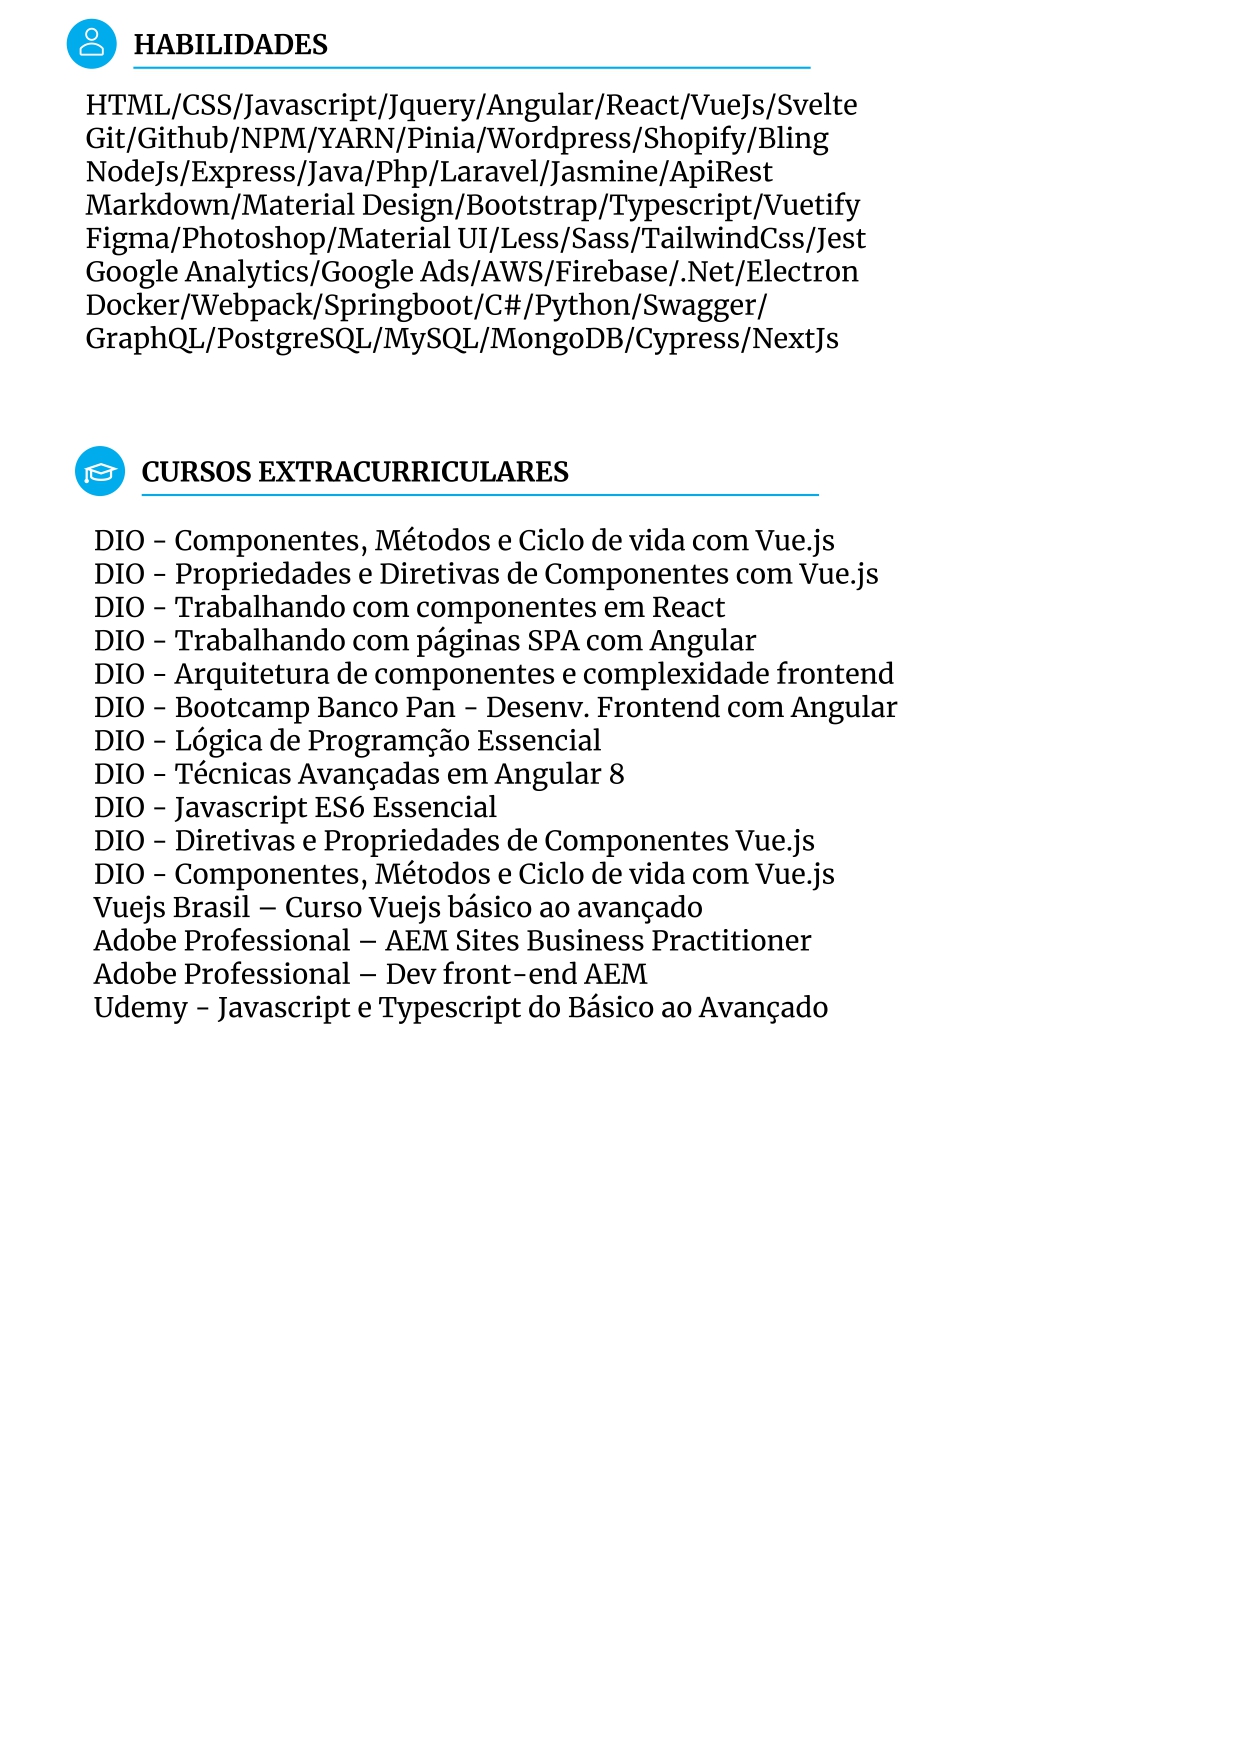 HABILIDADES
HTML/CSS/Javascript/Jquery/Angular/React/VueJs/Svelte
Git/Github/NPM/YARN/Pinia/Wordpress/Shopify/Bling
NodeJs/Express/Java/Php/Laravel/Jasmine/ApiRest
Markdown/Material Design/Bootstrap/Typescript/Vuetify
Figma/Photoshop/Material UI/Less/Sass/TailwindCss/Jest
Google Analytics/Google Ads/AWS/Firebase/.Net/Electron
Docker/Webpack/Springboot/C#/Python/Swagger/
GraphQL/PostgreSQL/MySQL/MongoDB/Cypress/NextJs
CURSOS EXTRACURRICULARES
DIO - Componentes, Métodos e Ciclo de vida com Vue.js
DIO - Propriedades e Diretivas de Componentes com Vue.js
DIO - Trabalhando com componentes em React
DIO - Trabalhando com páginas SPA com Angular
DIO - Arquitetura de componentes e complexidade frontend
DIO - Bootcamp Banco Pan - Desenv. Frontend com Angular
DIO - Lógica de Programção Essencial
DIO - Técnicas Avançadas em Angular 8
DIO - Javascript ES6 Essencial
DIO - Diretivas e Propriedades de Componentes Vue.js
DIO - Componentes, Métodos e Ciclo de vida com Vue.js
Vuejs Brasil – Curso Vuejs básico ao avançado
Adobe Professional – AEM Sites Business Practitioner
Adobe Professional – Dev front-end AEM
Udemy - Javascript e Typescript do Básico ao Avançado